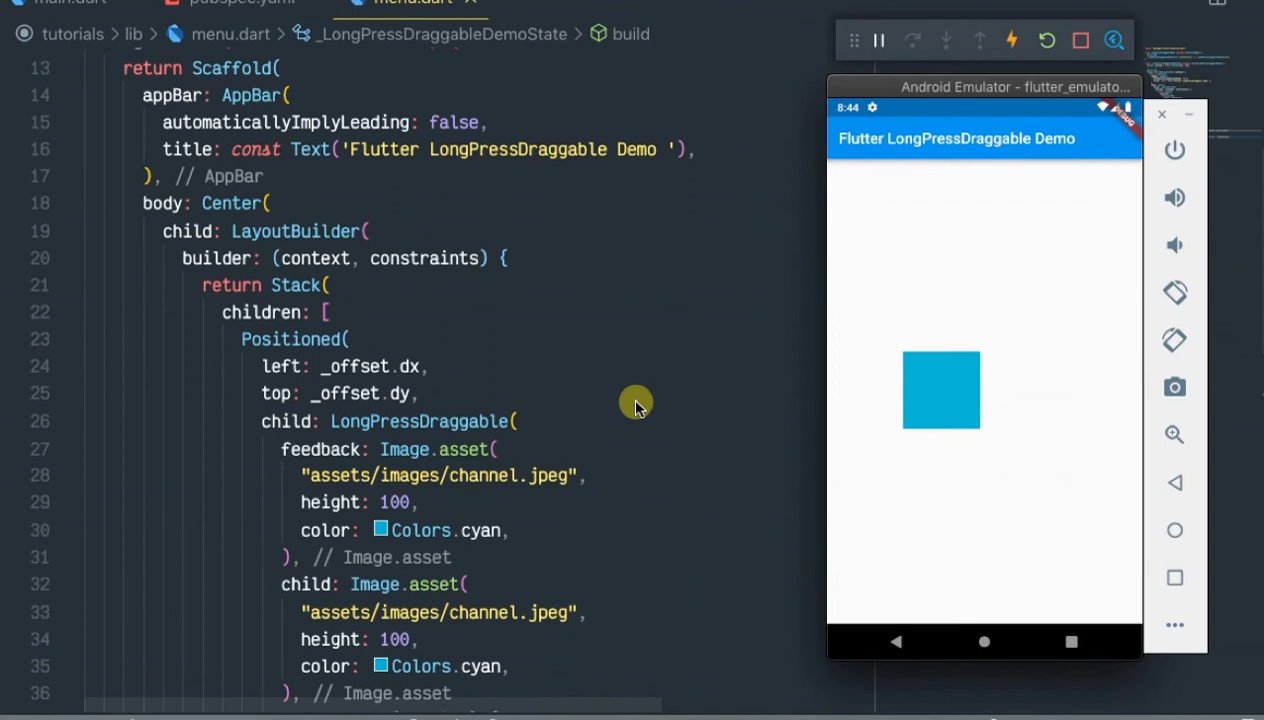 main.dart
pubspec.yaml
menu.dart
tutorials > lib > menu.dart > _LongPressDraggableDemoState > build
13 return Scaffold(
14 appBar: AppBar(
15 automaticallyImplyLeading: false,
16 title: const Text('Flutter LongPressDraggable Demo '),
17 ), // AppBar
18 body: Center(
19 child: LayoutBuilder(
20 builder: (context, constraints) {
21 return Stack(
22 children: [
23 Positioned(
24 left: _offset.dx,
25 top: _offset.dy,
26 child: LongPressDraggable(
27 feedback: Image.asset(
28 "assets/images/channel.jpeg",
29 height: 100,
30 color: Colors.cyan,
31 ), // Image.asset
32 child: Image.asset(
33 "assets/images/channel.jpeg",
34 height: 100,
35 color: Colors.cyan,
36 ), // Image.asset
Android Emulator - flutter_emulato...
8:44
DEBUG
Flutter LongPressDraggable Demo